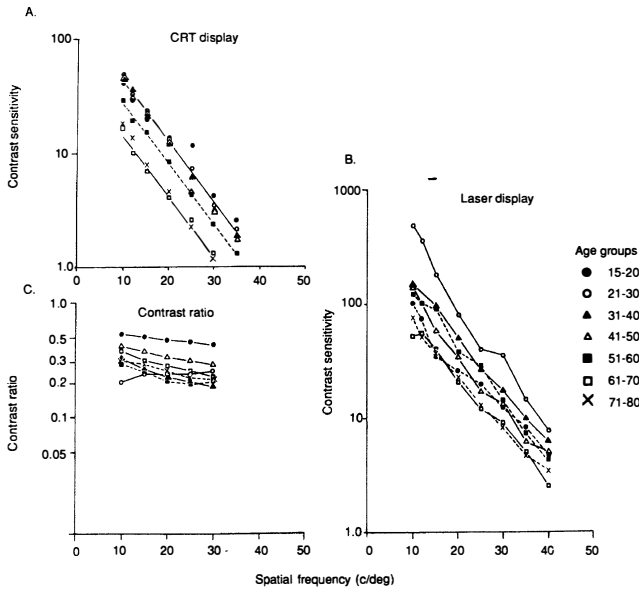 A.
CRT display
100
10
1.0
Contrast sensitivity
0 10 20 30 40 50
B.
Laser display
1000
100
10
1.0
Contrast sensitivity
0 10 20 30 40 50
Age groups
15-20
21-30
31-40
41-50
51-60
61-70
71-80
C.
Contrast ratio
1.0
0.5
0.3
0.2
0.1
0.05
Contrast ratio
0 10 20 30 40 50
Spatial frequency (c/deg)